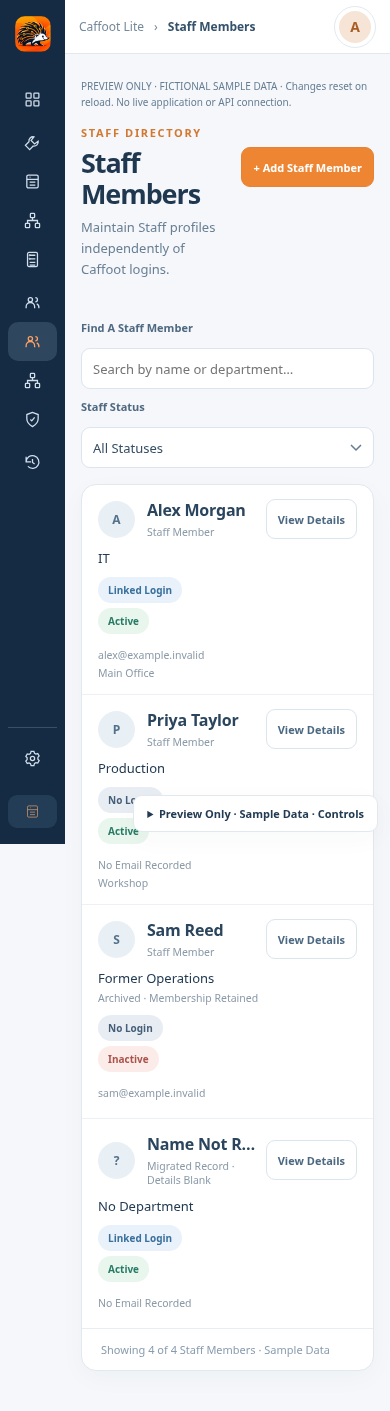 Caffoot Lite › Staff Members
A
PREVIEW ONLY · FICTIONAL SAMPLE DATA · Changes reset on
reload. No live application or API connection.
STAFF DIRECTORY
Staff
Members
+ Add Staff Member
Maintain Staff profiles
independently of
Caffoot logins.
Find A Staff Member
Search by name or department...
Staff Status
All Statuses
A
Alex Morgan
Staff Member
View Details
IT
Linked Login
Active
alex@example.invalid
Main Office
P
Priya Taylor
Staff Member
View Details
Production
No
Preview Only · Sample Data · Controls
Active
No Email Recorded
Workshop
S
Sam Reed
Staff Member
View Details
Former Operations
Archived · Membership Retained
No Login
Inactive
sam@example.invalid
?
Name Not R...
Migrated Record ·
Details Blank
View Details
No Department
Linked Login
Active
No Email Recorded
Showing 4 of 4 Staff Members · Sample Data